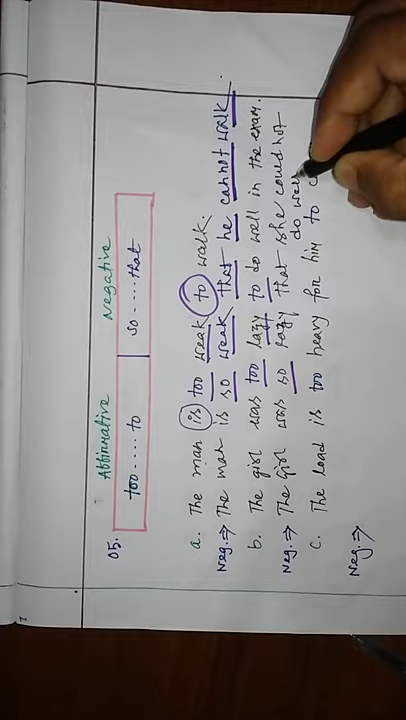 05. Affirmative Negative
too .... to so .... that
a. The man is too weak to walk.
Neg. ⇒ The man is so weak that he cannot walk.
b. The girl was too lazy to do well in the exam.
Neg. ⇒ The Girl was so lazy that she could not
do well
c. The load is too heavy for him to
Neg. ⇒